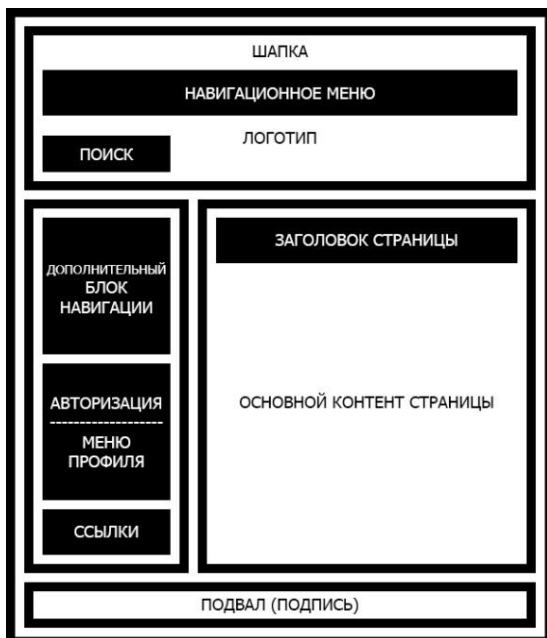 ШАПКА
НАВИГАЦИОННОЕ МЕНЮ
ЛОГОТИП
ПОИСК
ДОПОЛНИТЕЛЬНЫЙ
БЛОК
НАВИГАЦИИ
АВТОРИЗАЦИЯ
--------------------
МЕНЮ
ПРОФИЛЯ
ССЫЛКИ
ЗАГОЛОВОК СТРАНИЦЫ
ОСНОВНОЙ КОНТЕНТ СТРАНИЦЫ
ПОДВАЛ (ПОДПИСЬ)